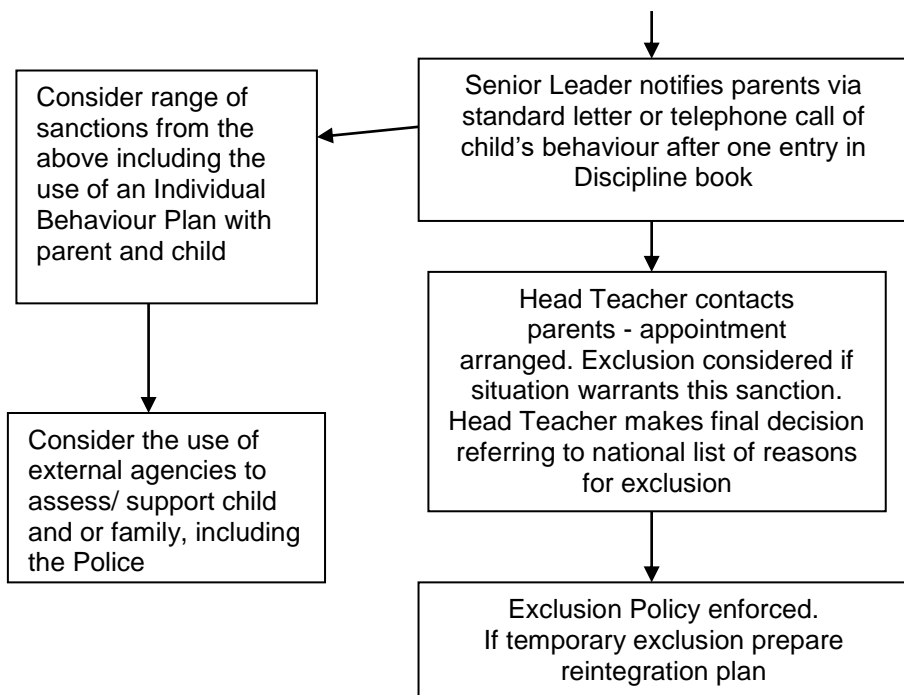 Senior Leader notifies parents via
standard letter or telephone call of
child’s behaviour after one entry in
Discipline book
Consider range of
sanctions from the
above including the
use of an Individual
Behaviour Plan with
parent and child
Head Teacher contacts
parents - appointment
arranged. Exclusion considered if
situation warrants this sanction.
Head Teacher makes final decision
referring to national list of reasons
for exclusion
Consider the use of
external agencies to
assess/ support child
and or family, including
the Police
Exclusion Policy enforced.
If temporary exclusion prepare
reintegration plan